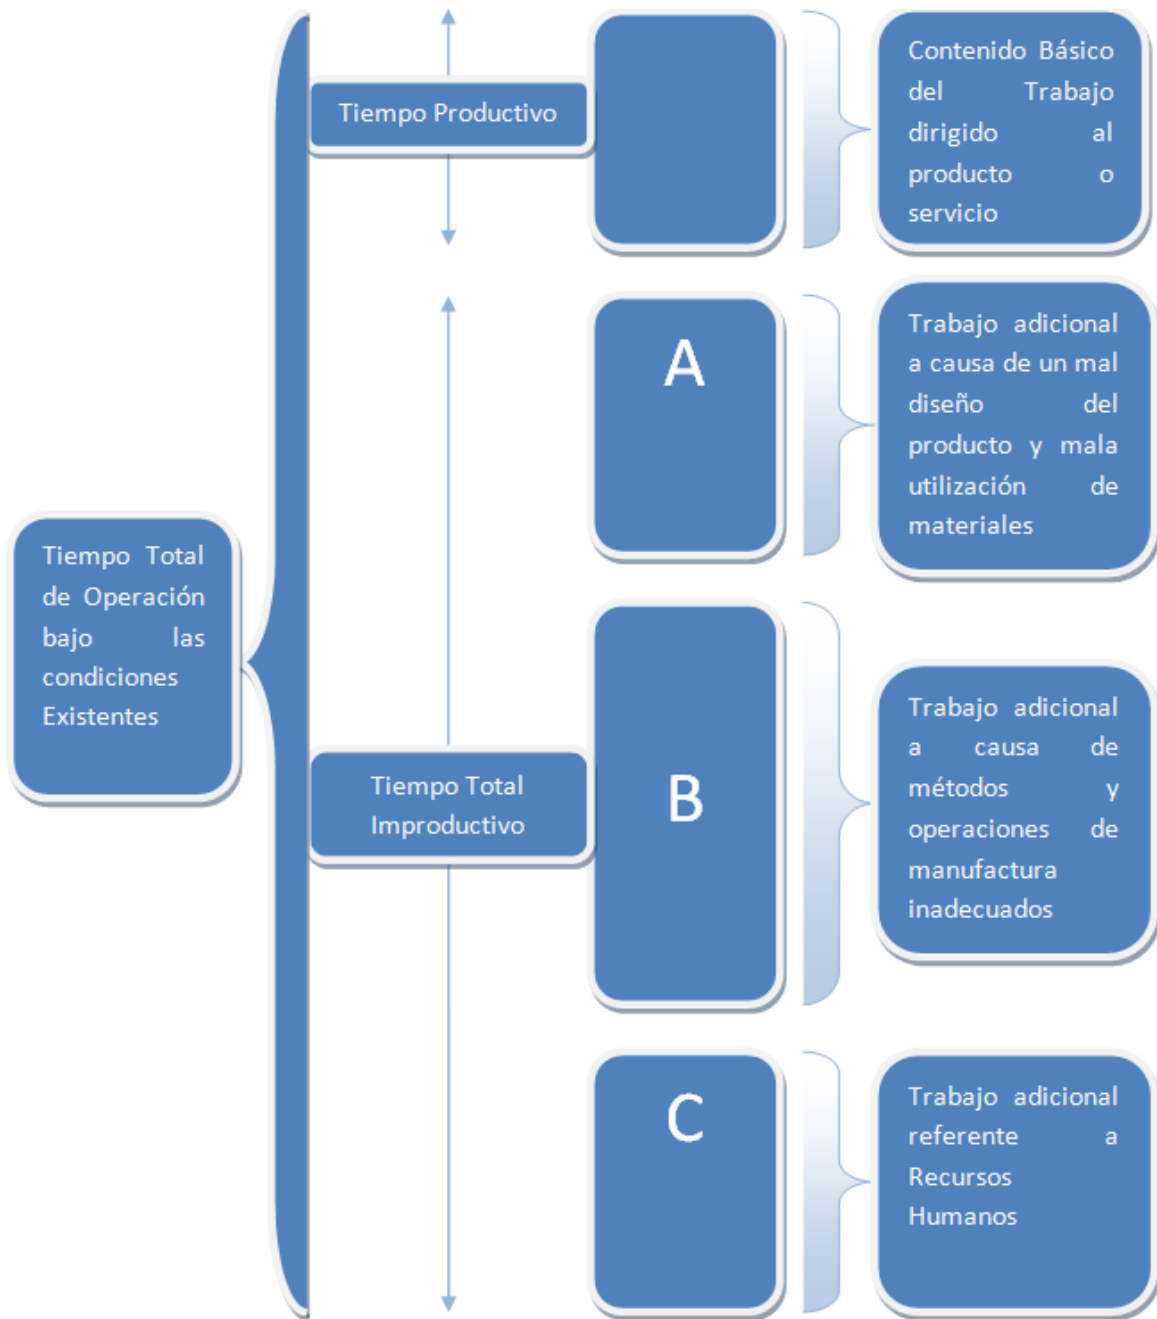 Tiempo Productivo
Contenido Básico
del Trabajo
dirigido al
producto o
servicio
A
Trabajo adicional
a causa de un mal
diseño del
producto y mala
utilización de
materiales
Tiempo Total
de Operación
bajo las
condiciones
Existentes
Tiempo Total
Improductivo
B
Trabajo adicional
a causa de
métodos y
operaciones de
manufactura
inadecuados
C
Trabajo adicional
referente a
Recursos
Humanos